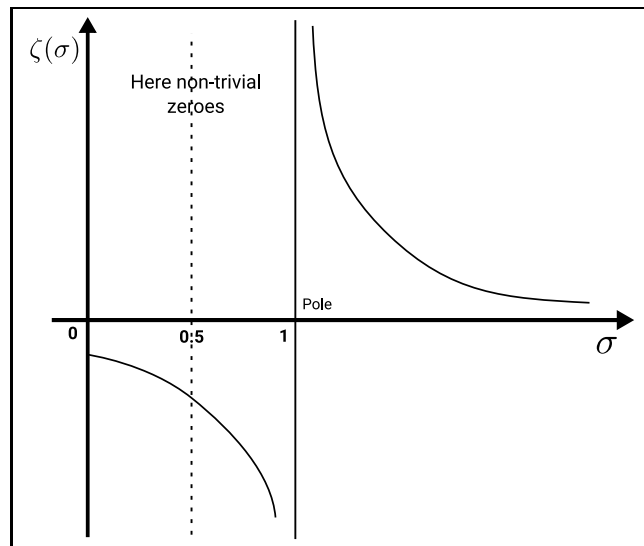 ζ(σ)
Here non-trivial
zeroes
Pole
0
0.5
1
σ